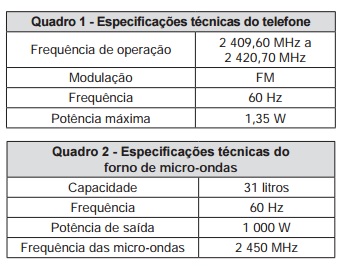 Quadro 1 - Especificações técnicas do telefone
Frequência de operação 2 409,60 MHz a
2 420,70 MHz
Modulação FM
Frequência 60 Hz
Potência máxima 1,35 W
Quadro 2 - Especificações técnicas do
forno de micro-ondas
Capacidade 31 litros
Frequência 60 Hz
Potência de saída 1 000 W
Frequência das micro-ondas 2 450 MHz